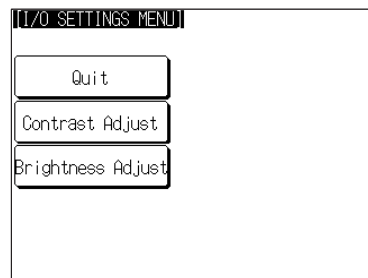 [I/O SETTINGS MENU]
Quit
Contrast Adjust
Brightness Adjust